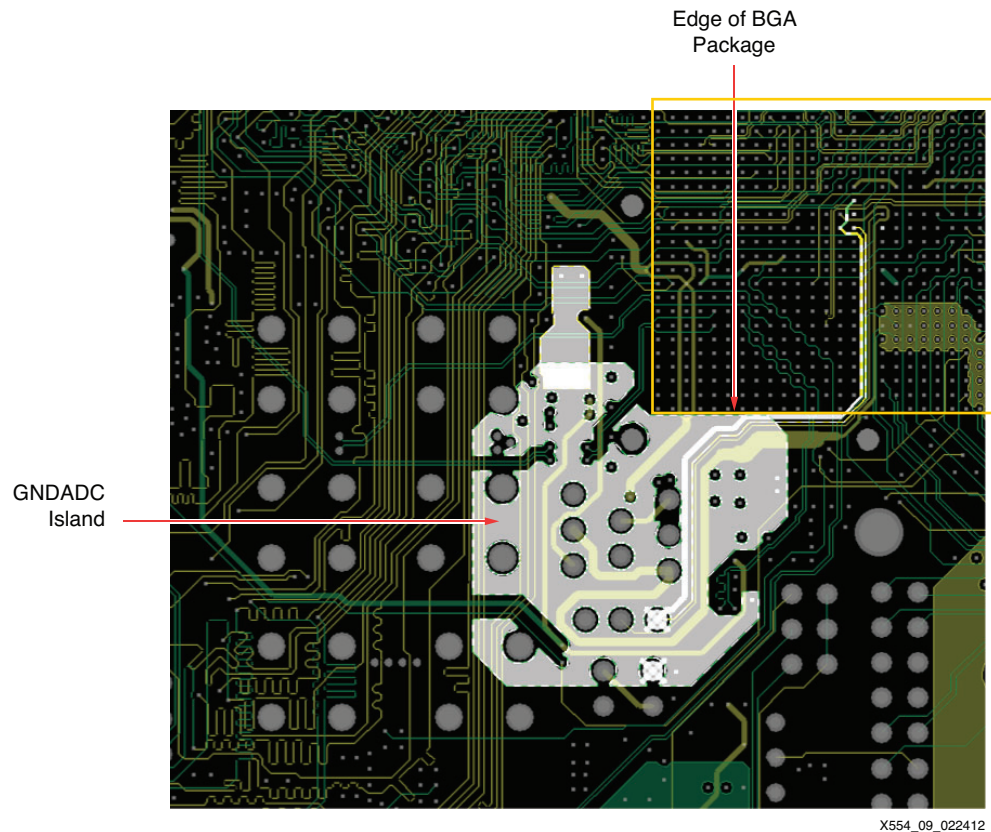 Edge of BGA
Package
GNDADC
Island
X554_09_022412